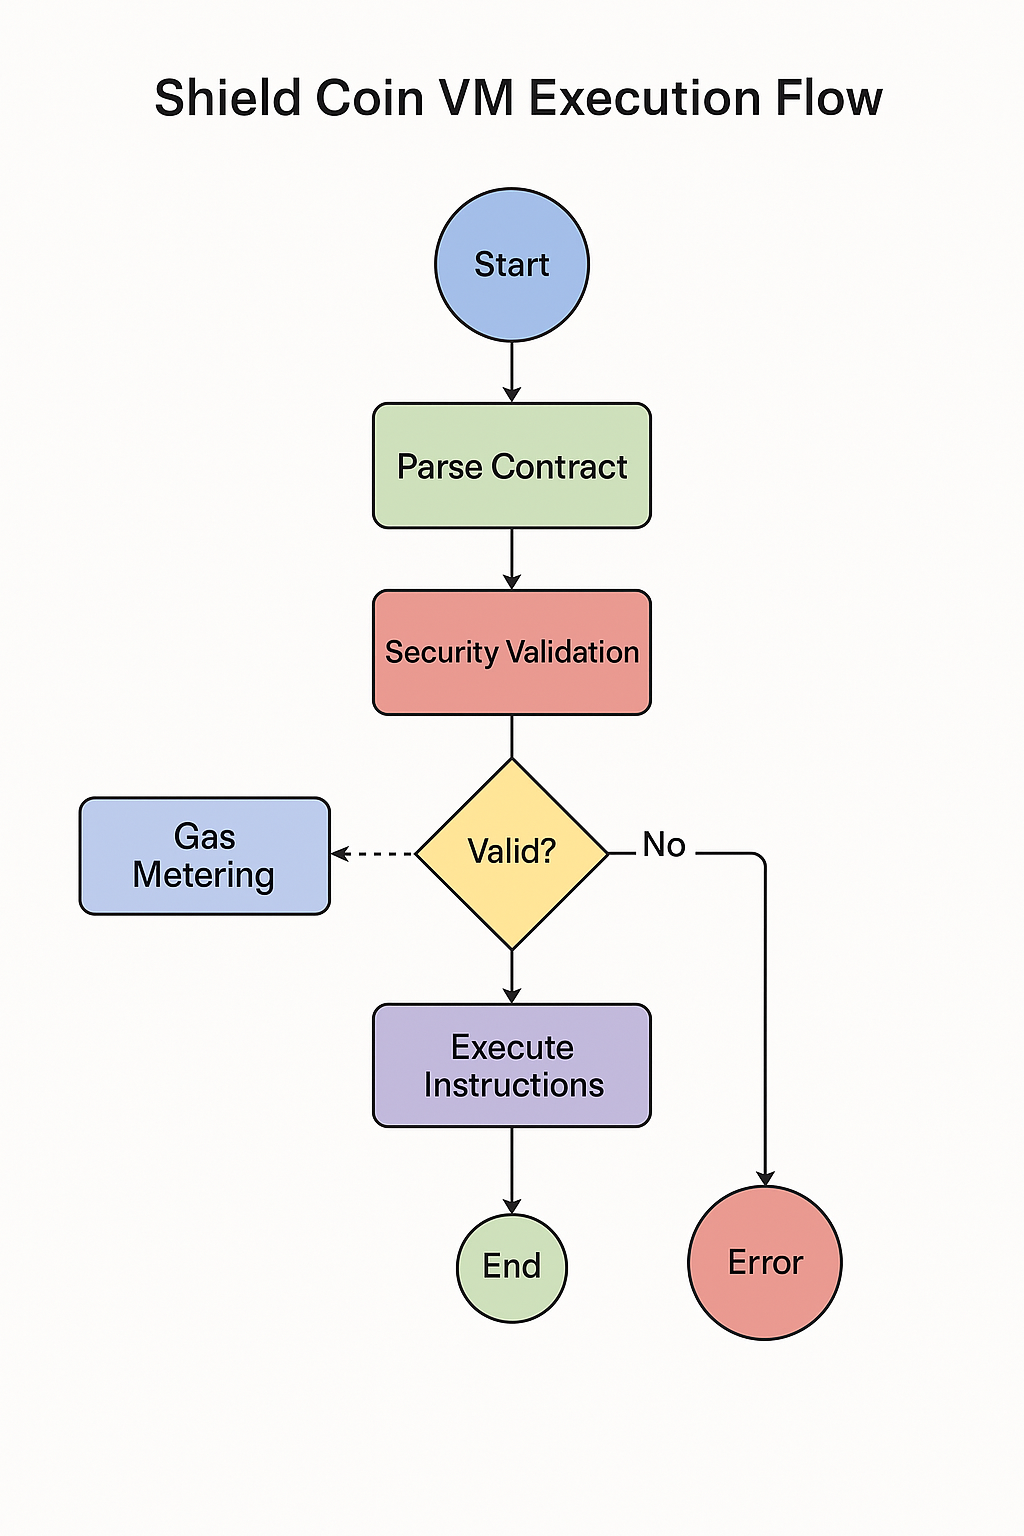 Shield Coin VM Execution Flow
Start
Parse Contract
Security Validation
Gas
Metering
Valid?
No
Execute
Instructions
End
Error